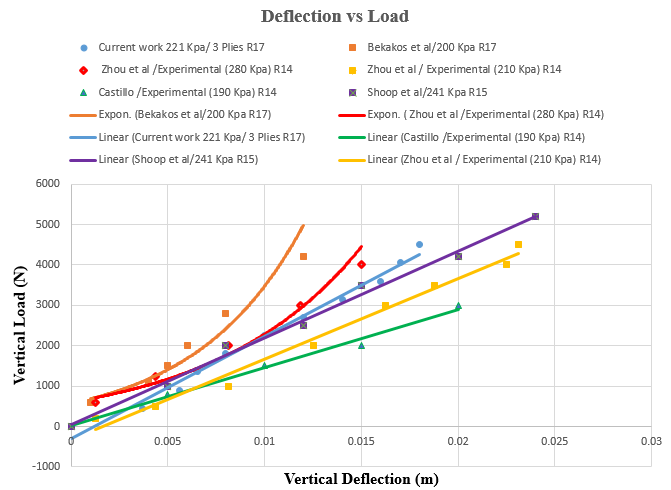 Deflection vs Load
Current work 221 Kpa/ 3 Plies R17
Bekakos et al/200 Kpa R17
Zhou et al /Experimental (280 Kpa) R14
Zhou et al / Experimental (210 Kpa) R14
Castillo /Experimental (190 Kpa) R14
Shoop et al/241 Kpa R15
Expon. (Bekakos et al/200 Kpa R17)
Expon. ( Zhou et al /Experimental (280 Kpa) R14)
Linear (Current work 221 Kpa/ 3 Plies R17)
Linear (Castillo /Experimental (190 Kpa) R14)
Linear (Shoop et al/241 Kpa R15)
Linear (Zhou et al / Experimental (210 Kpa) R14)
6000
5000
4000
3000
2000
1000
0
-1000
Vertical Load (N)
0
0.005
0.01
0.015
0.02
0.025
0.03
Vertical Deflection (m)